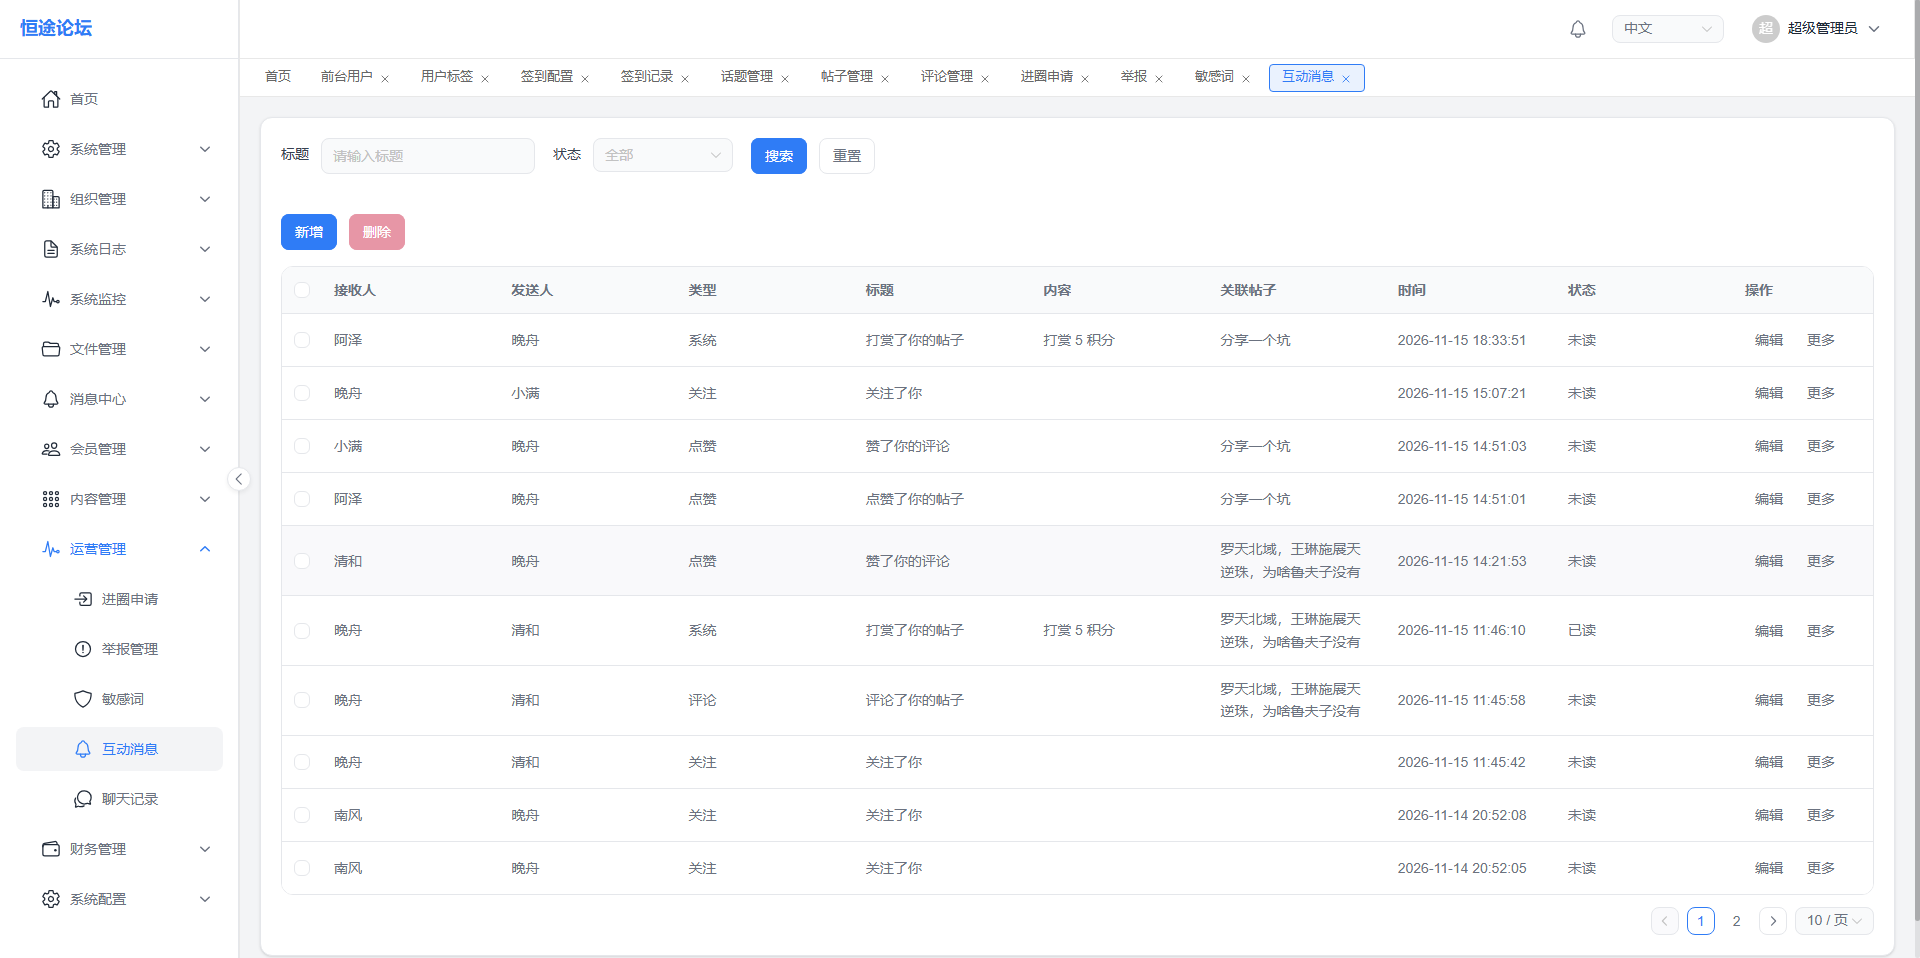 恒途论坛
中文
超
超级管理员
首页
前台用户
用户标签
签到配置
签到记录
话题管理
帖子管理
评论管理
进圈申请
举报
敏感词
互动消息
首页
系统管理
组织管理
系统日志
系统监控
文件管理
消息中心
会员管理
内容管理
运营管理
进圈申请
举报管理
敏感词
互动消息
聊天记录
财务管理
系统配置
标题 请输入标题 状态 全部 搜索 重置
新增 删除
接收人 发送人 类型 标题 内容 关联帖子 时间 状态 操作
阿泽 晚舟 系统 打赏了你的帖子 打赏 5 积分 分享一个坑 2026-11-15 18:33:51 未读 编辑 更多
晚舟 小满 关注 关注了你 2026-11-15 15:07:21 未读 编辑 更多
小满 晚舟 点赞 赞了你的评论 分享一个坑 2026-11-15 14:51:03 未读 编辑 更多
阿泽 晚舟 点赞 点赞了你的帖子 分享一个坑 2026-11-15 14:51:01 未读 编辑 更多
清和 晚舟 点赞 赞了你的评论 罗天北域，王琳施展天
逆珠，为啥鲁夫子没有 2026-11-15 14:21:53 未读 编辑 更多
晚舟 清和 系统 打赏了你的帖子 打赏 5 积分 罗天北域，王琳施展天
逆珠，为啥鲁夫子没有 2026-11-15 11:46:10 已读 编辑 更多
晚舟 清和 评论 评论了你的帖子 罗天北域，王琳施展天
逆珠，为啥鲁夫子没有 2026-11-15 11:45:58 未读 编辑 更多
晚舟 清和 关注 关注了你 2026-11-15 11:45:42 未读 编辑 更多
南风 晚舟 关注 关注了你 2026-11-14 20:52:08 未读 编辑 更多
南风 晚舟 关注 关注了你 2026-11-14 20:52:05 未读 编辑 更多
1 2 10 / 页